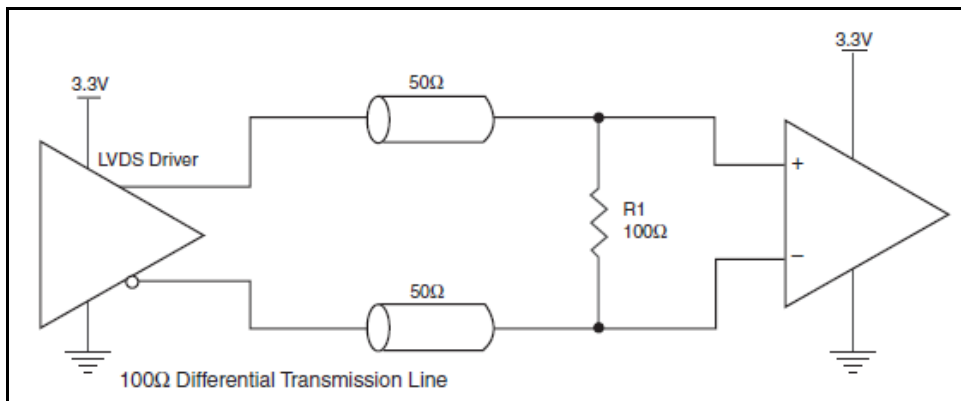 3.3V
3.3V
50Ω
LVDS Driver
+
R1
100Ω
−
50Ω
100Ω Differential Transmission Line